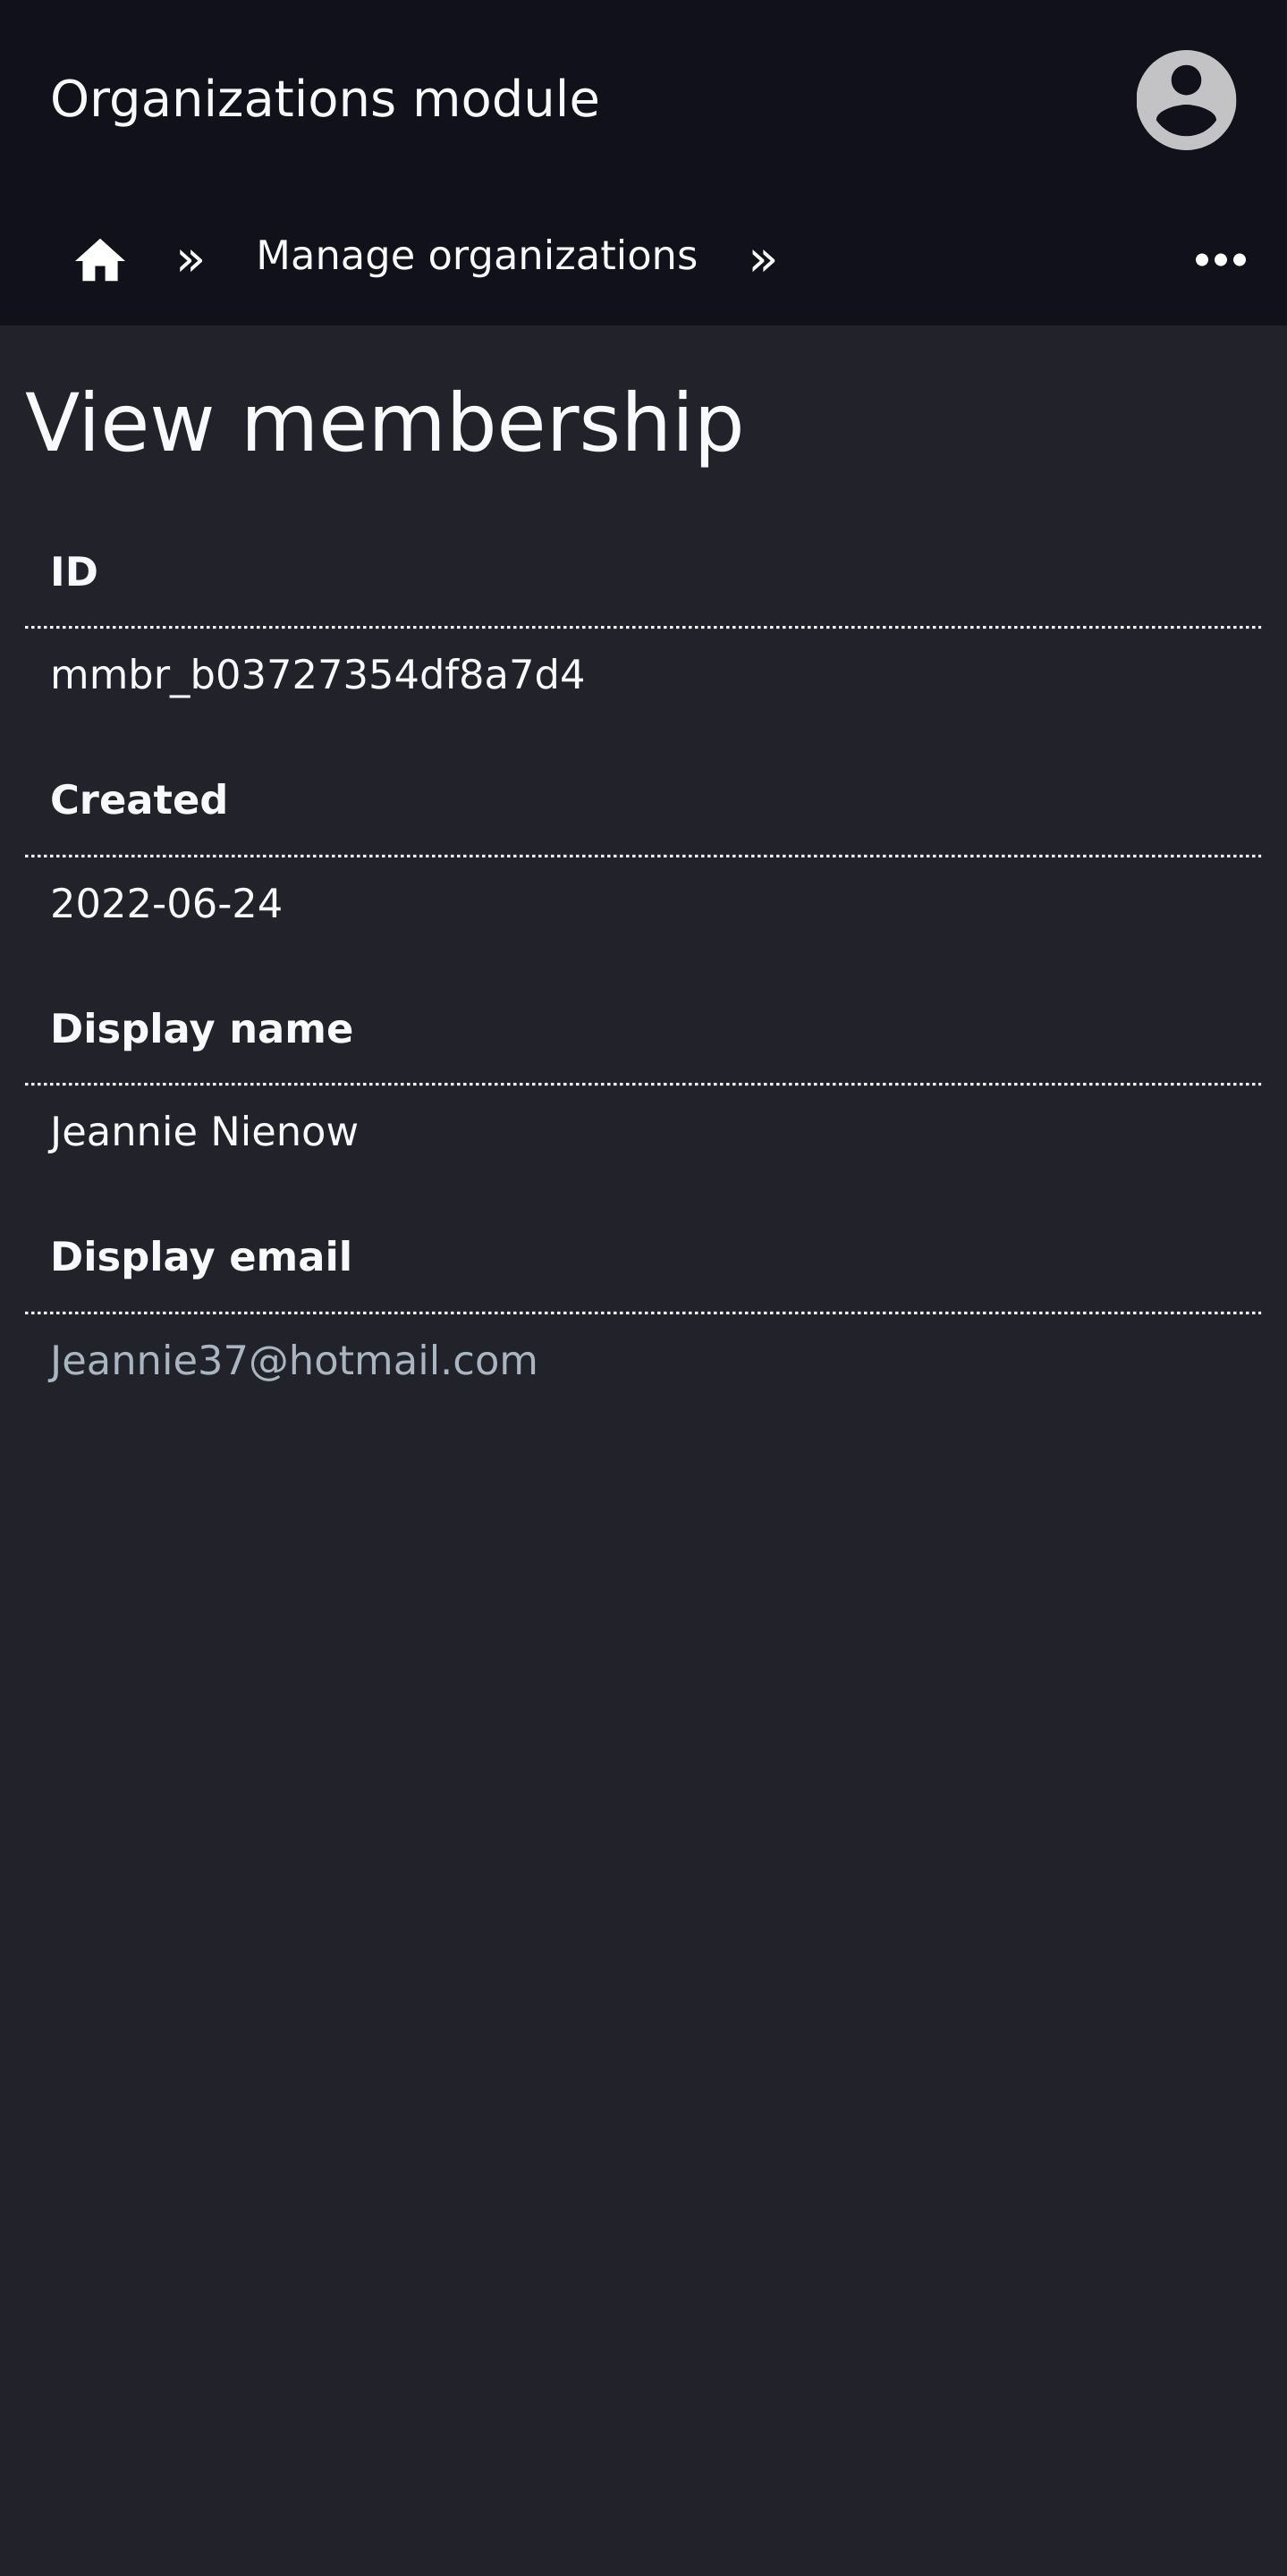 Organizations module
» Manage organizations » •••
View membership
ID
mmbr_b03727354df8a7d4
Created
2022-06-24
Display name
Jeannie Nienow
Display email
Jeannie37@hotmail.com